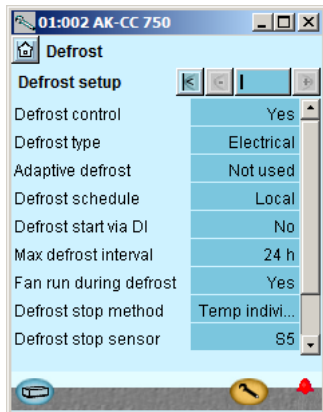 01:002 AK-CC 750
Defrost
Defrost setup
Defrost control Yes
Defrost type Electrical
Adaptive defrost Not used
Defrost schedule Local
Defrost start via DI No
Max defrost interval 24 h
Fan run during defrost Yes
Defrost stop method Temp indivi...
Defrost stop sensor S5